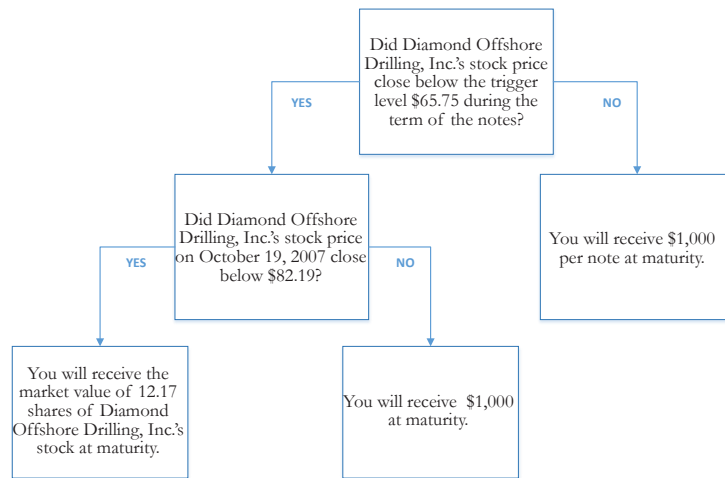 Did Diamond Offshore
Drilling, Inc.'s stock price
close below the trigger
level $65.75 during the
term of the notes?
YES
NO
Did Diamond Offshore
Drilling, Inc.'s stock price
on October 19, 2007 close
below $82.19?
You will receive $1,000
per note at maturity.
YES
NO
You will receive the
market value of 12.17
shares of Diamond
Offshore Drilling, Inc.'s
stock at maturity.
You will receive $1,000
at maturity.